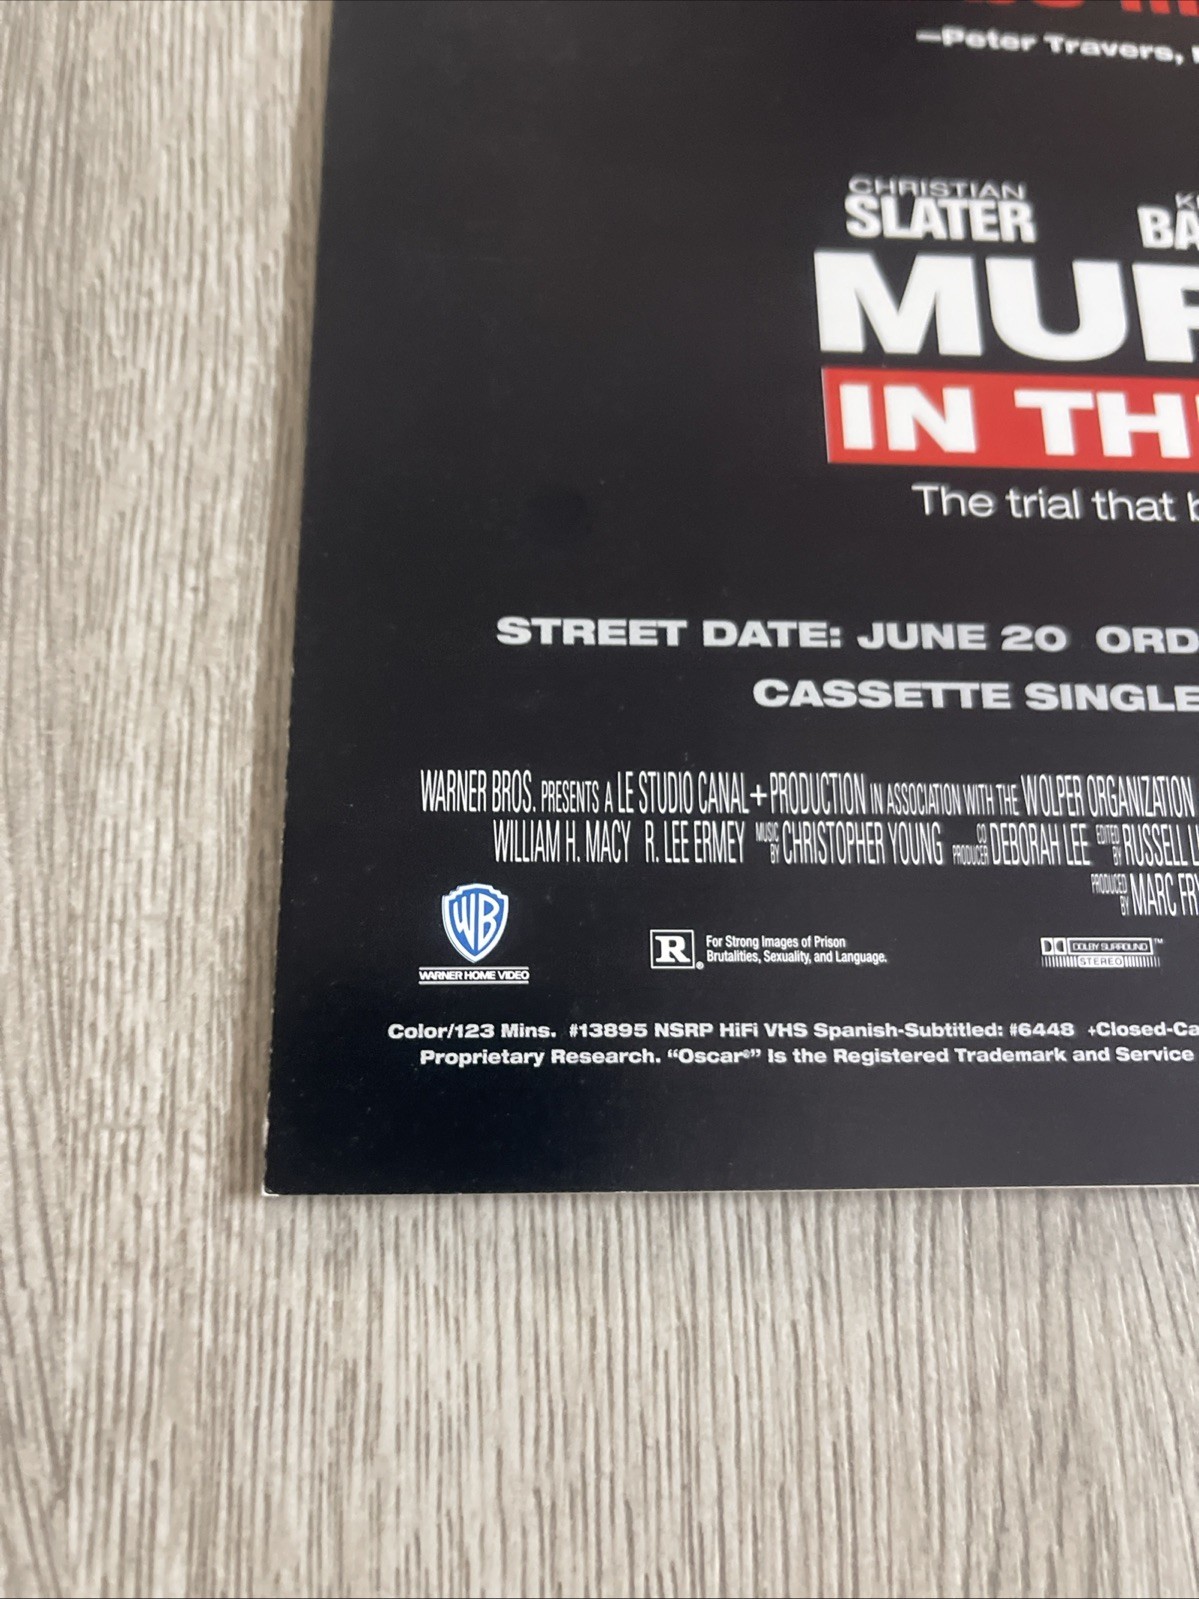 —Peter Travers,
CHRISTIAN
SLATER
BA
MUR
IN TH
The trial that b
STREET DATE: JUNE 20 ORD
CASSETTE SINGLE
WARNER BROS. PRESENTS A LE STUDIO CANAL+ PRODUCTION IN ASSOCIATION WITH THE WOLPER ORGANIZATION
WILLIAM H. MACY R. LEE ERMEY MUSIC BY CHRISTOPHER YOUNG CO PRODUCER DEBORAH LEE EDITED BY RUSSELL L
PRODUCED BY MARC FR
WB
WARNER HOME VIDEO
R ® For Strong Images of Prison
Brutalities, Sexuality, and Language.
DOLBY SURROUND™
STEREO
Color/123 Mins. #13895 NSRP HiFi VHS Spanish-Subtitled: #6448 +Closed-Ca
Proprietary Research. “Oscar®” Is the Registered Trademark and Service